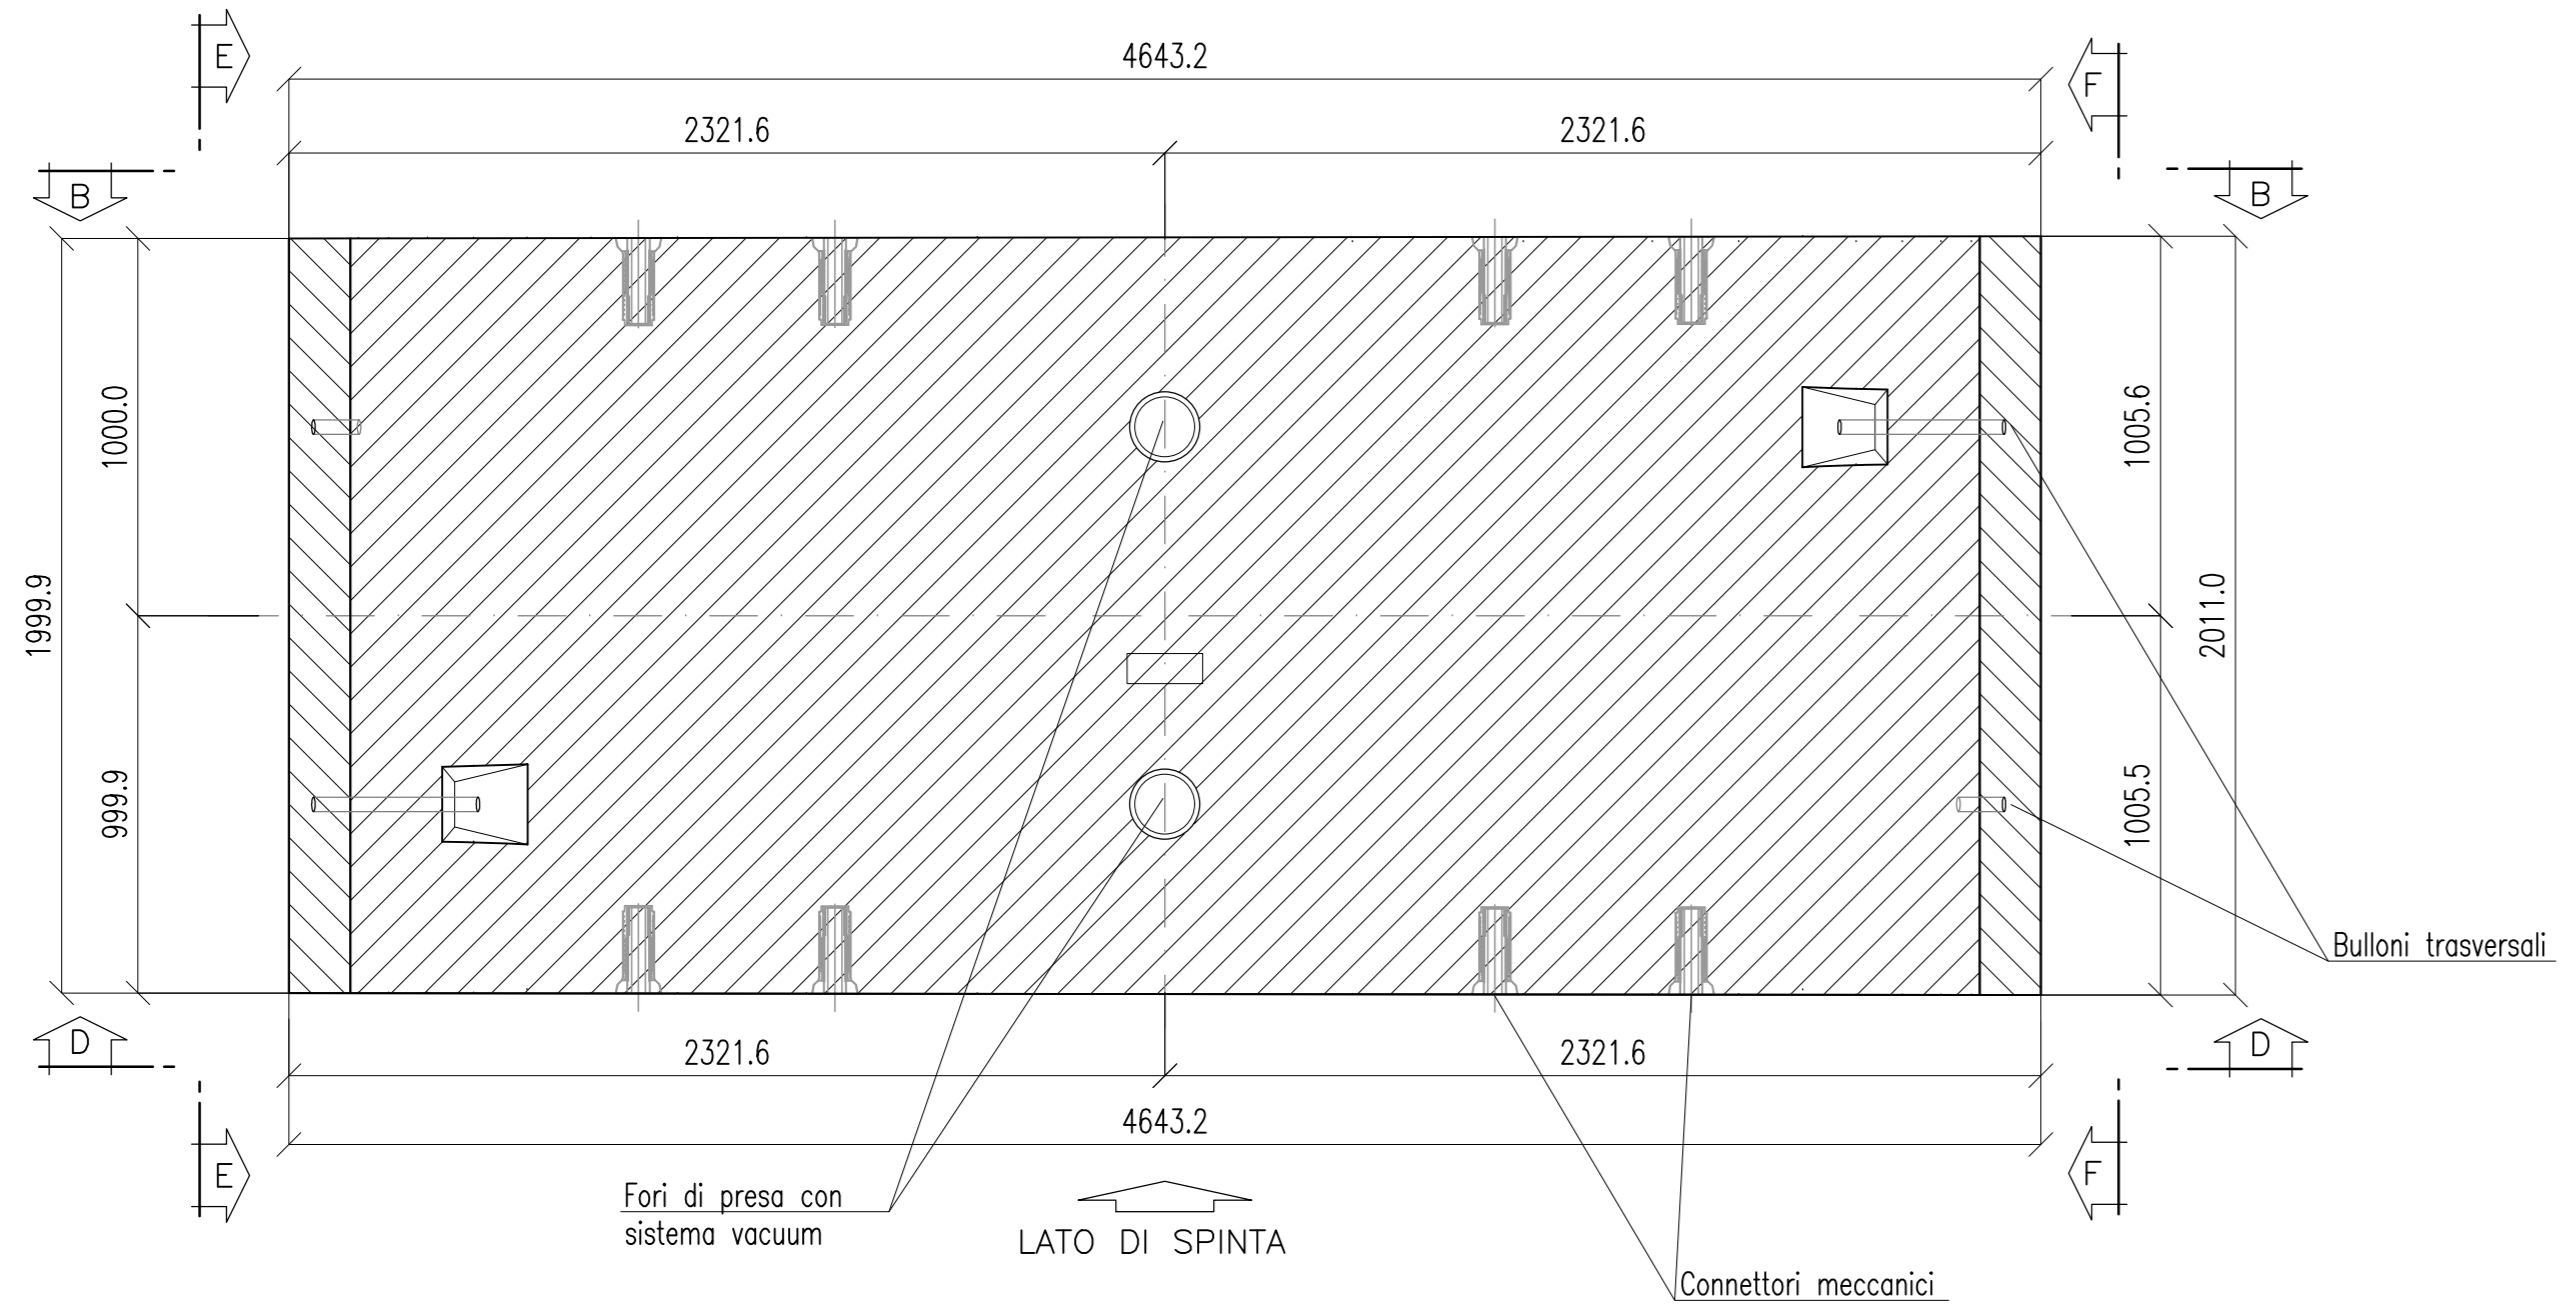 E
4643.2
F
2321.6
2321.6
B
B
1000.0
1005.6
1999.9
2011.0
999.9
1005.5
Bulloni trasversali
D
D
2321.6
2321.6
4643.2
E
F
Fori di presa con
sistema vacuum
LATO DI SPINTA
Connettori meccanici